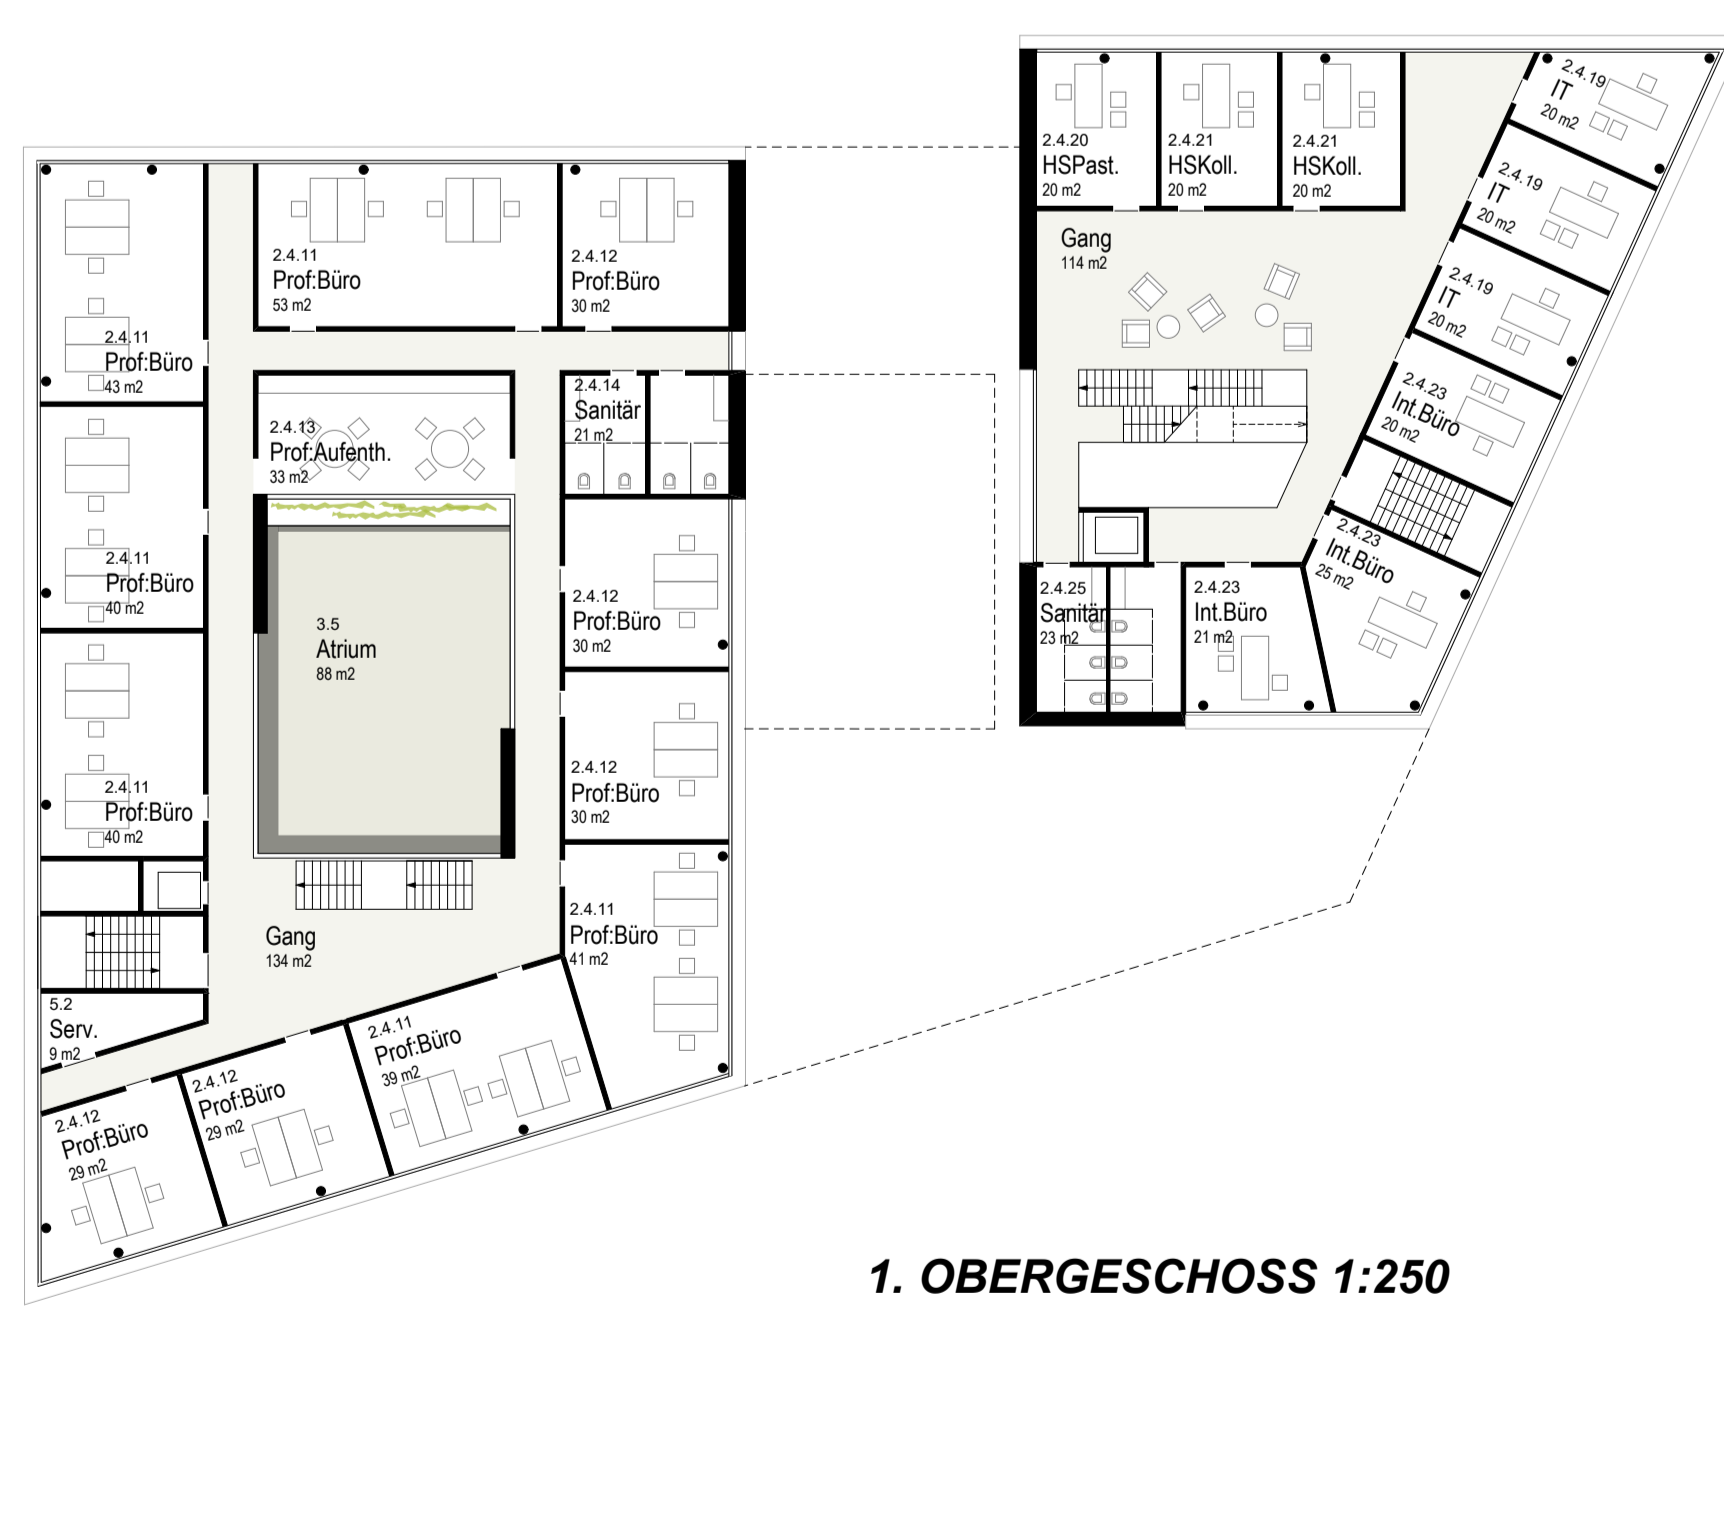 2.4.11
Prof:Büro
43 m2
2.4.11
Prof:Büro
53 m2
2.4.12
Prof:Büro
30 m2
2.4.13
Prof:Aufenth.
33 m2
2.4.14
Sanitär
21 m2
2.4.11
Prof:Büro
40 m2
2.4.12
Prof:Büro
30 m2
3.5
Atrium
88 m2
2.4.11
Prof:Büro
40 m2
2.4.12
Prof:Büro
30 m2
2.4.11
Prof:Büro
41 m2
Gang
134 m2
5.2
Serv.
9 m2
2.4.12
Prof:Büro
29 m2
2.4.12
Prof:Büro
29 m2
2.4.11
Prof:Büro
39 m2
2.4.20
HSPast.
20 m2
2.4.21
HSKoll.
20 m2
2.4.21
HSKoll.
20 m2
2.4.19
IT
20 m2
2.4.19
IT
20 m2
2.4.19
IT
20 m2
Gang
114 m2
2.4.23
Int.Büro
20 m2
2.4.23
Int.Büro
25 m2
2.4.25
Sanitär
23 m2
2.4.23
Int.Büro
21 m2
1. OBERGESCHOSS 1:250